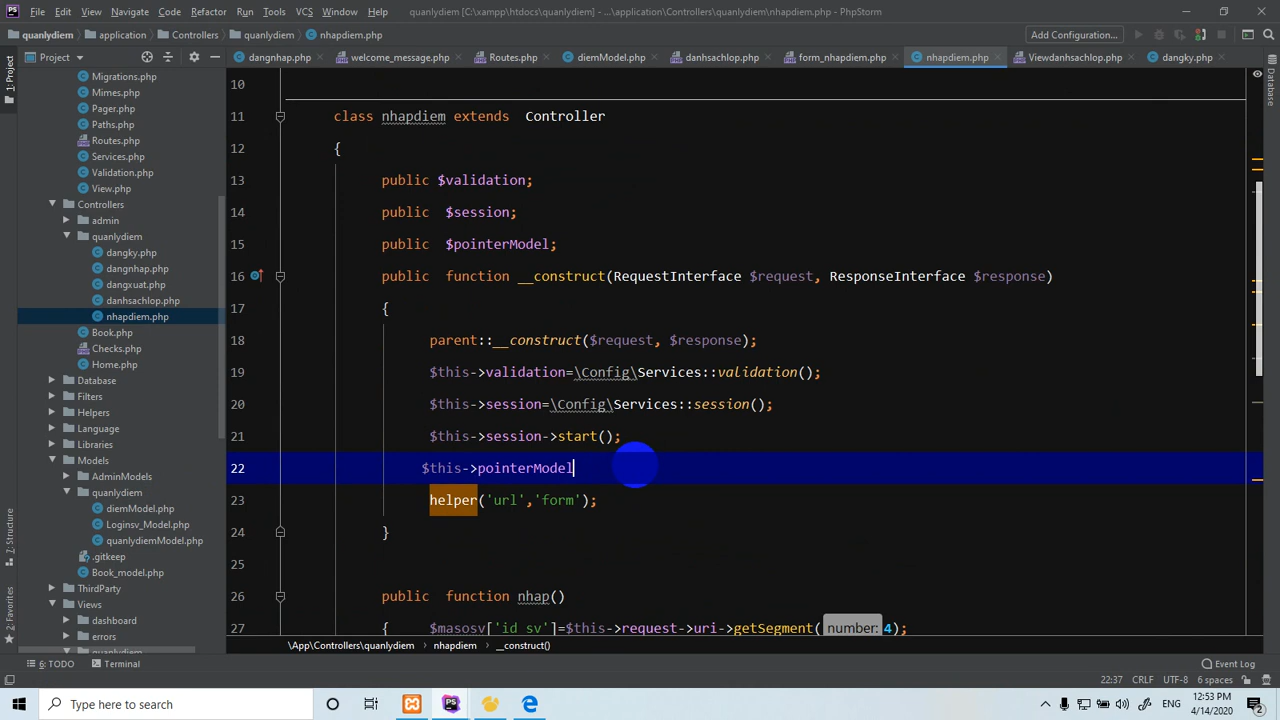 File Edit View Navigate Code Refactor Run Tools VCS Window Help quanlydiem [C:\xampp\htdocs\quanlydiem] - ...\application\Controllers\quanlydiem\nhapdiem.php - PhpStorm
quanlydiem application Controllers quanlydiem nhapdiem.php Add Configuration...
Project dangnhap.php welcome_message.php Routes.php diemModel.php danhsachlop.php form_nhapdiem.php nhapdiem.php Viewdanhsachlop.php dangky.php
1: Project
Database
Migrations.php
Mimes.php
Pager.php
Paths.php
Routes.php
Services.php
Validation.php
View.php
Controllers
admin
quanlydiem
dangky.php
dangnhap.php
dangxuat.php
danhsachlop.php
nhapdiem.php
Book.php
Checks.php
Home.php
Database
Filters
Helpers
Language
Libraries
Models
AdminModels
quanlydiem
diemModel.php
Loginsv_Model.php
quanlydiemModel.php
.gitkeep
Book_model.php
ThirdParty
Views
dashboard
errors
quanlydiem
7: Structure
2: Favorites
10
11 class nhapdiem extends Controller
12 {
13 public $validation;
14 public $session;
15 public $pointerModel;
16 public function __construct(RequestInterface $request, ResponseInterface $response)
17 {
18 parent::__construct($request, $response);
19 $this->validation=\Config\Services::validation();
20 $this->session=\Config\Services::session();
21 $this->session->start();
22 $this->pointerModel
23 helper('url','form');
24 }
25
26 public function nhap()
27 { $masosv['id_sv']=$this->request->uri->getSegment( number: 4);
\App\Controllers\quanlydiem nhapdiem __construct()
6: TODO Terminal Event Log
22:37 CRLF UTF-8 6 spaces
Type here to search
ENG
12:53 PM
4/14/2020
2